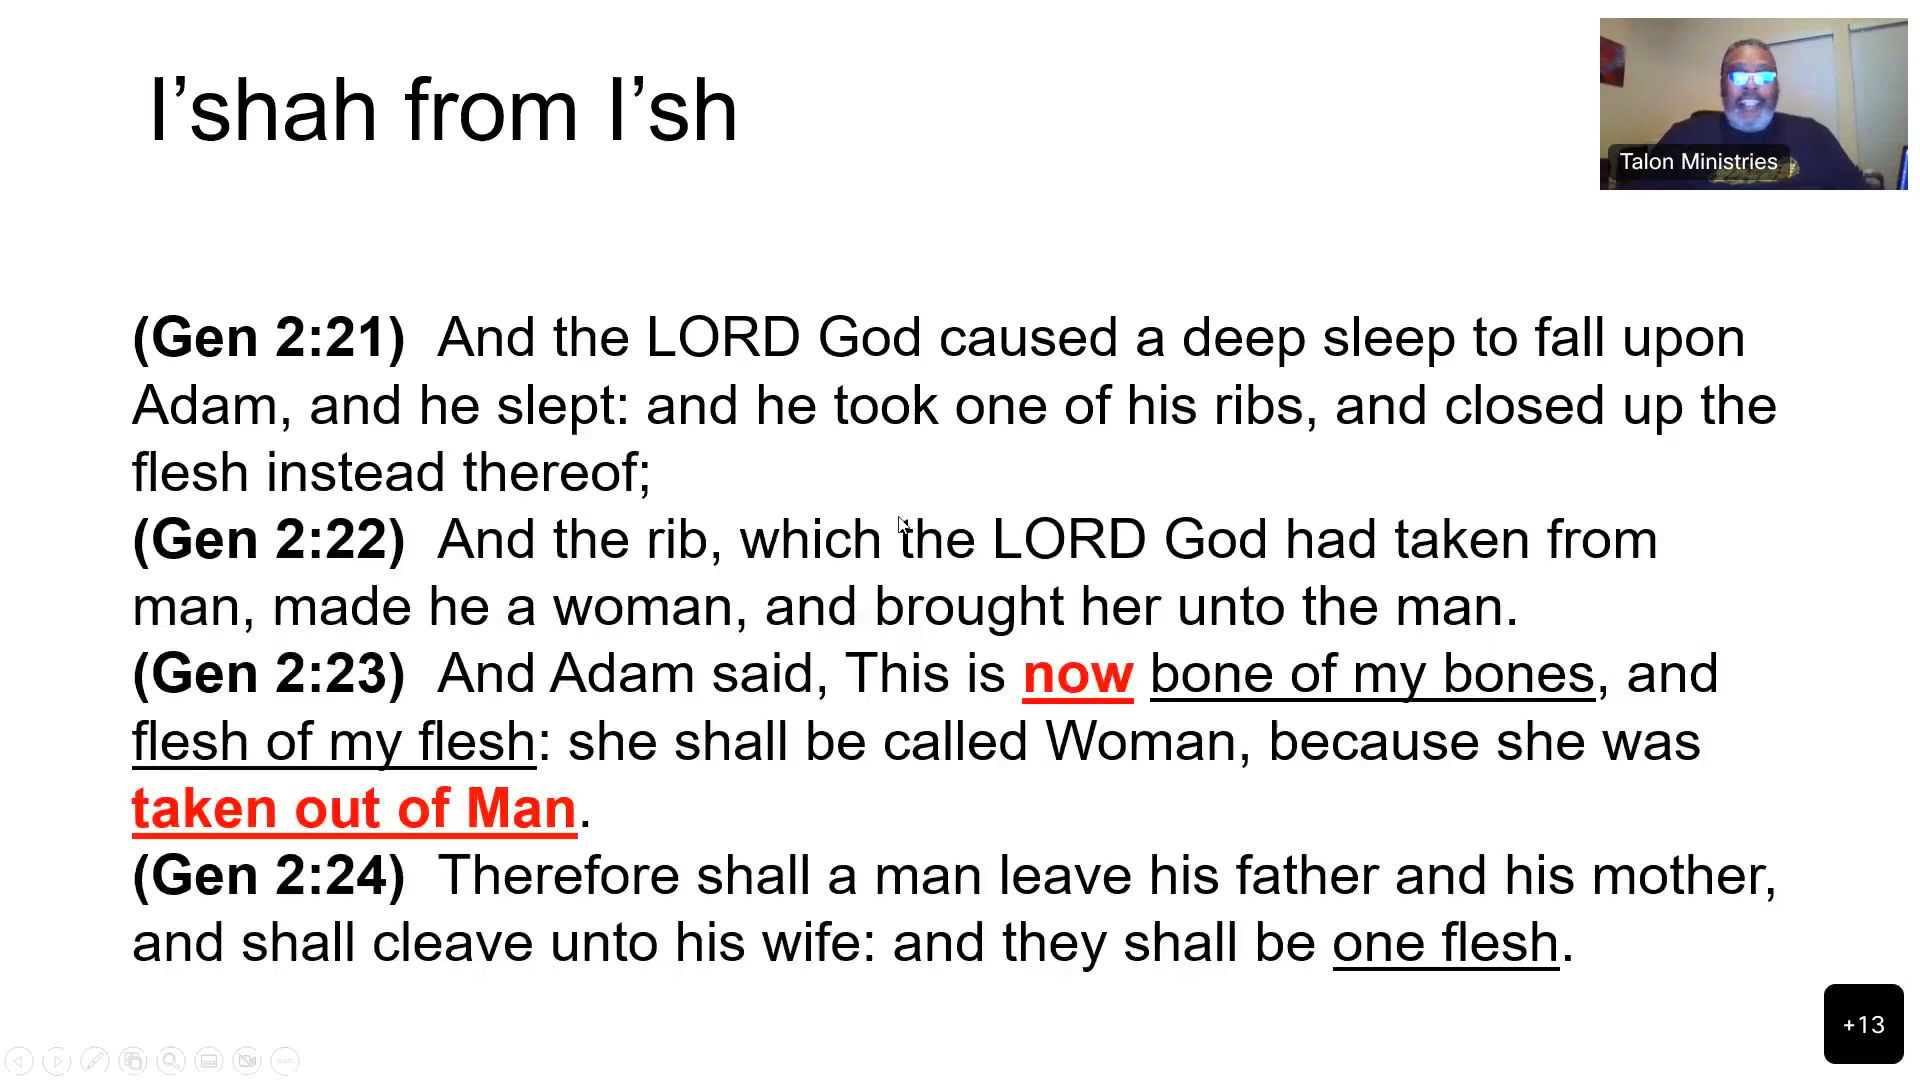 I’shah from I’sh
Talon Ministries
(Gen 2:21) And the LORD God caused a deep sleep to fall upon
Adam, and he slept: and he took one of his ribs, and closed up the
flesh instead thereof;
(Gen 2:22) And the rib, which the LORD God had taken from
man, made he a woman, and brought her unto the man.
(Gen 2:23) And Adam said, This is now bone of my bones, and
flesh of my flesh: she shall be called Woman, because she was
taken out of Man.
(Gen 2:24) Therefore shall a man leave his father and his mother,
and shall cleave unto his wife: and they shall be one flesh.
+13